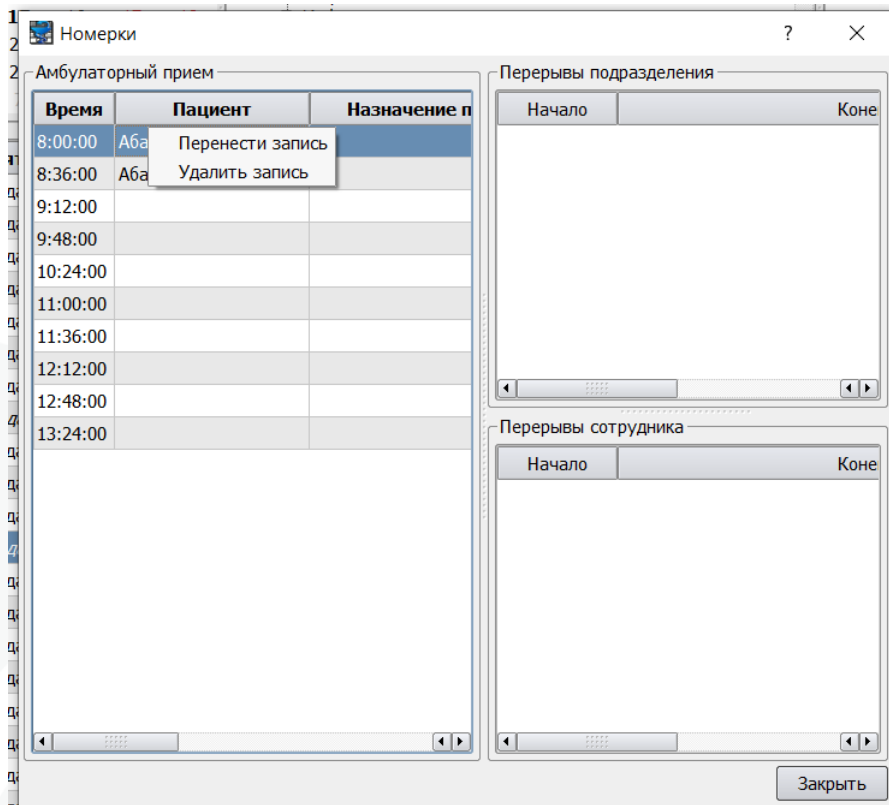 Номерки
?
Амбулаторный прием
Время Пациент Назначение п
8:00:00 Аба
8:36:00 Аба
9:12:00
9:48:00
10:24:00
11:00:00
11:36:00
12:12:00
12:48:00
13:24:00
Перенести запись
Удалить запись
Перерывы подразделения
Начало Коне
Перерывы сотрудника
Начало Коне
Закрыть